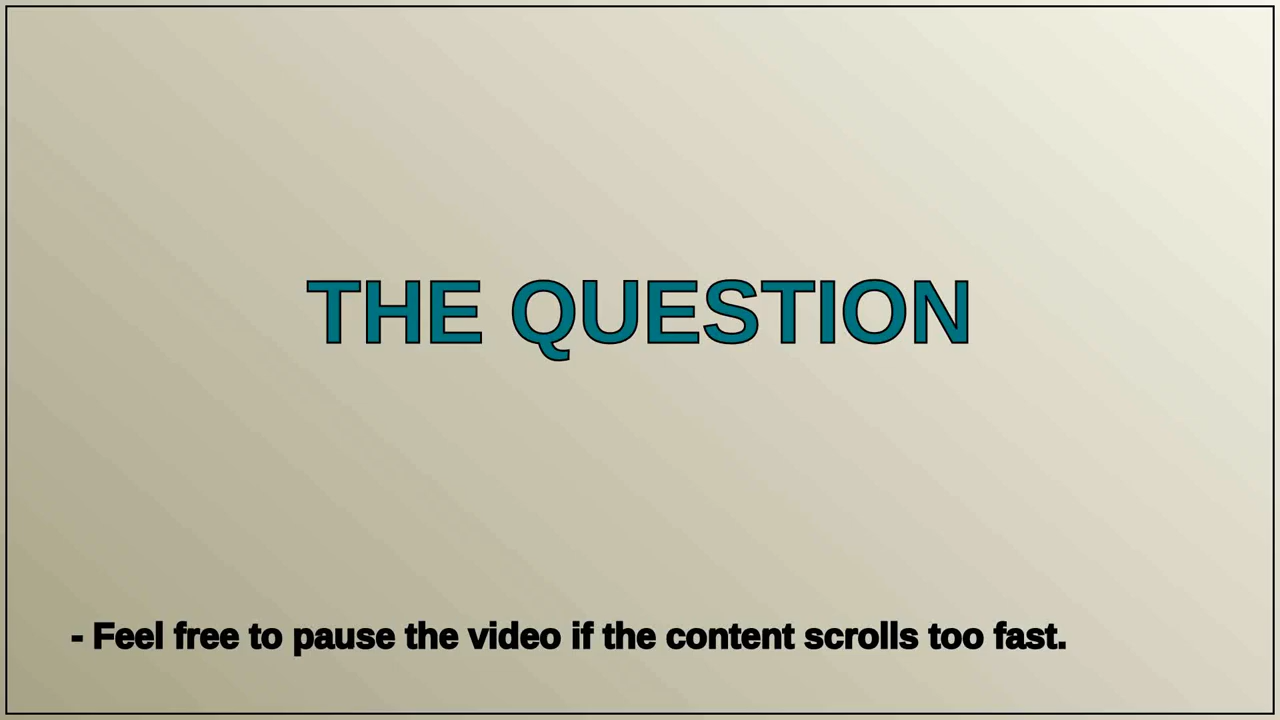 THE QUESTION
- Feel free to pause the video if the content scrolls too fast.